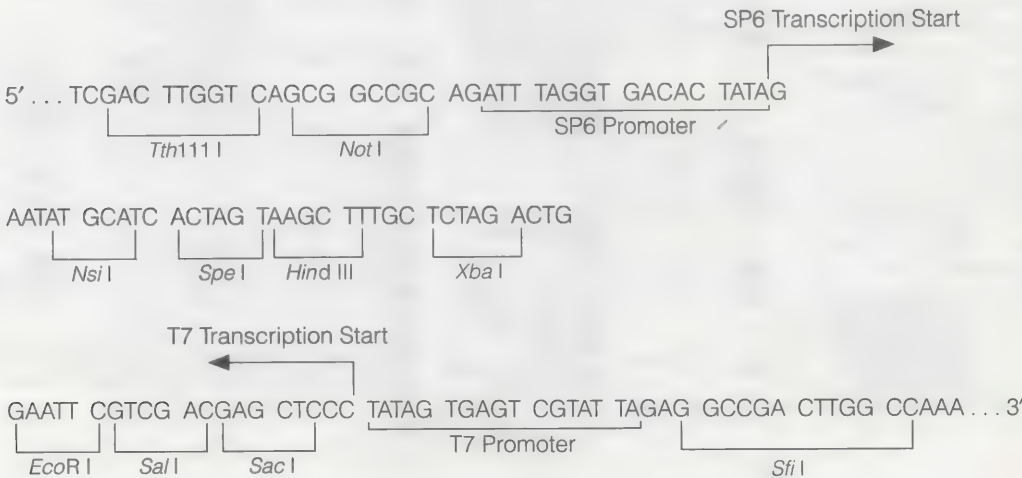 SP6 Transcription Start
5′ . . . TCGAC TTGGT CAGCG GCCGC AGATT TAGGT GACAC TATAG
SP6 Promoter
Tth111 I Not I
AATAT GCATC ACTAG TAAGC TTTGC TCTAG ACTG
Nsi I Spe I Hind III Xba I
T7 Transcription Start
GAATT CGTCG ACGAG CTCCC TATAG TGAGT CGTATT TAGAG GCCGA CTTGG CCAAA . . . 3′
T7 Promoter
EcoR I Sal I Sac I Sfi I